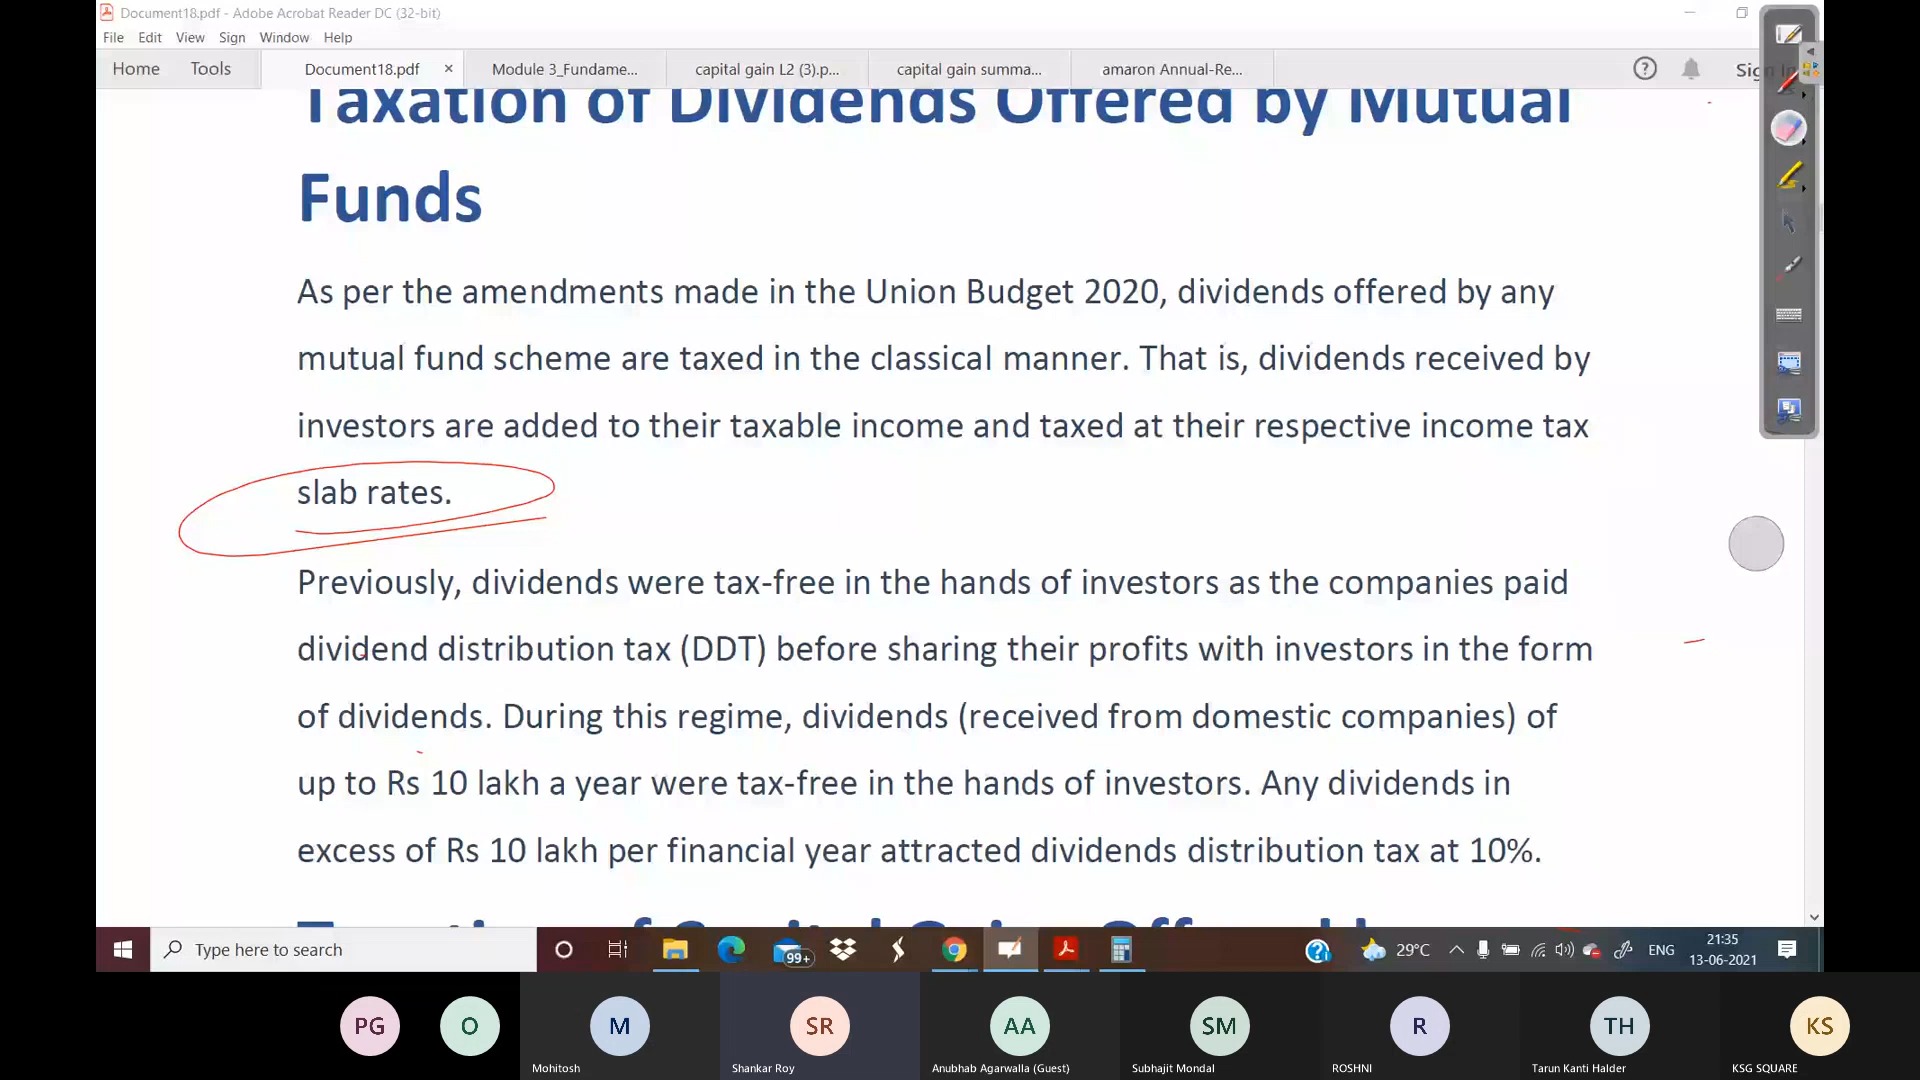 Document18.pdf - Adobe Acrobat Reader DC (32-bit)
File Edit View Sign Window Help
Home Tools Document18.pdf × Module 3_Fundame... capital gain L2 (3).p... capital gain summa... amaron Annual-Re... Sign In
Taxation of Dividends Offered by Mutual
Funds
As per the amendments made in the Union Budget 2020, dividends offered by any
mutual fund scheme are taxed in the classical manner. That is, dividends received by
investors are added to their taxable income and taxed at their respective income tax
slab rates.
Previously, dividends were tax-free in the hands of investors as the companies paid
dividend distribution tax (DDT) before sharing their profits with investors in the form
of dividends. During this regime, dividends (received from domestic companies) of
up to Rs 10 lakh a year were tax-free in the hands of investors. Any dividends in
excess of Rs 10 lakh per financial year attracted dividends distribution tax at 10%.
Type here to search 99+ 29°C ENG 21:35
13-06-2021
PG O M SR AA SM R TH KS
Mohitosh Shankar Roy Anubhab Agarwalla (Guest) Subhajit Mondal ROSHNI Tarun Kanti Halder KSG SQUARE